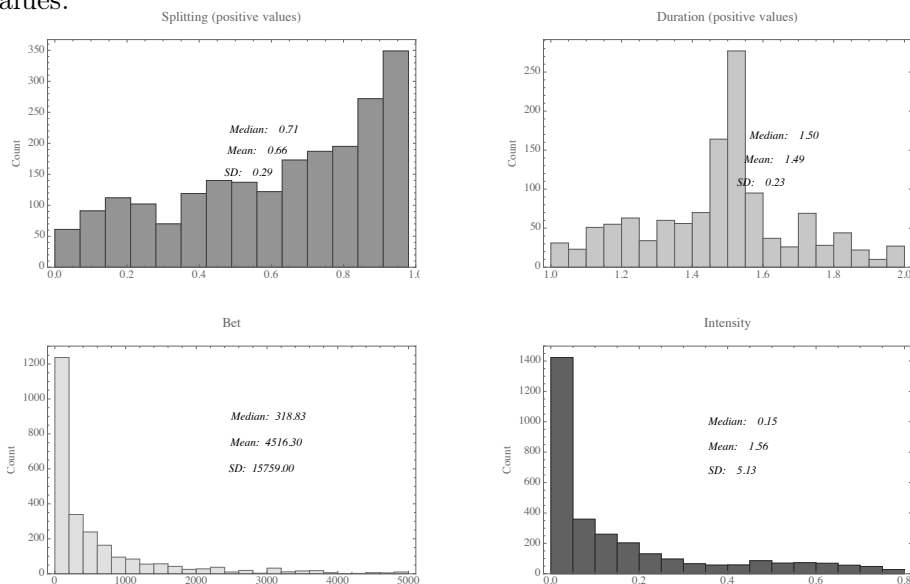 alues.
Splitting (positive values)
350
300
250
200
150
100
50
0
Count
Median: 0.71
Mean: 0.66
SD: 0.29
0.0 0.2 0.4 0.6 0.8 1.0
Duration (positive values)
250
200
150
100
50
0
Count
Median: 1.50
Mean: 1.49
SD: 0.23
1.0 1.2 1.4 1.6 1.8 2.0
Bet
1200
1000
800
600
400
200
0
Count
Median: 318.83
Mean: 4516.30
SD: 15759.00
0 1000 2000 3000 4000 5000
Intensity
1400
1200
1000
800
600
400
200
0
Count
Median: 0.15
Mean: 1.56
SD: 5.13
0.0 0.2 0.4 0.6 0.8